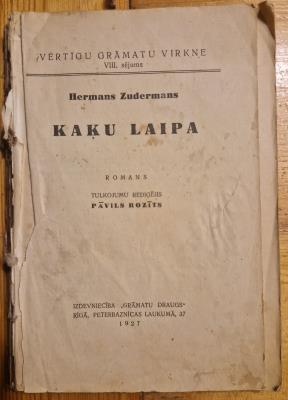 VĒRTĪGU GRĀMATU VIRKNE
VIII. sējums
Hermans Zudermans
KAĶU LAIPA
ROMANS
TULKOJUMU REDIĢĒJIS
PĀVILS ROZĪTS
IZDEVNIECĪBA „GRĀMATU DRAUGS"
RĪGĀ, PĒTERBAZNĪCAS LAUKUMĀ, 37
1927